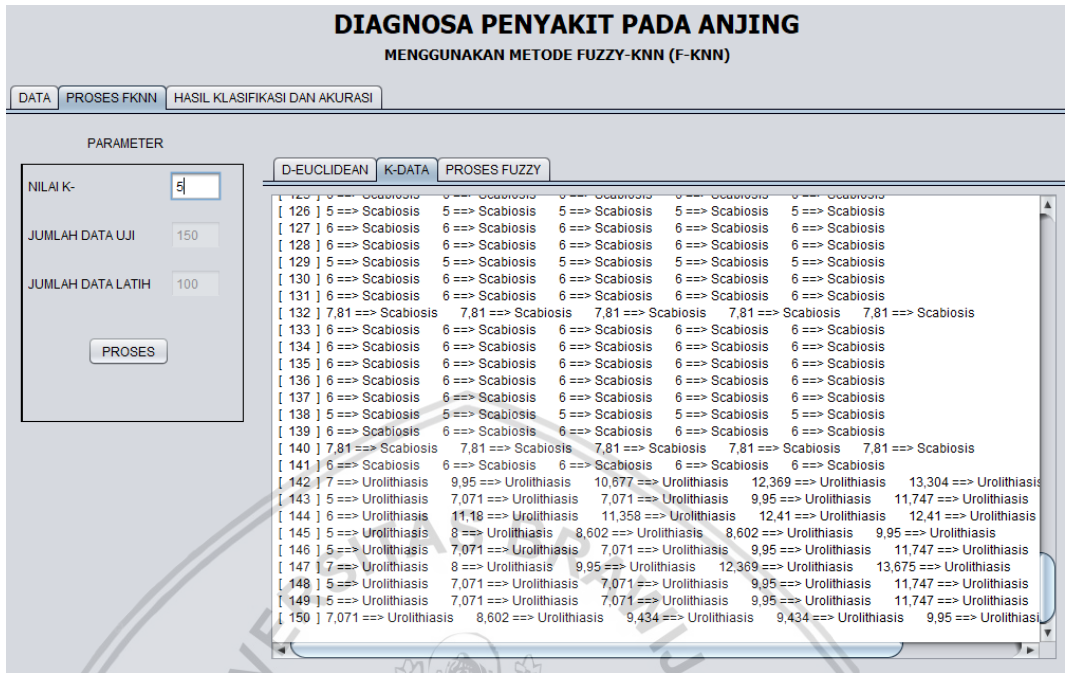 DIAGNOSA PENYAKIT PADA ANJING
MENGGUNAKAN METODE FUZZY-KNN (F-KNN)
DATA PROSES FKNN HASIL KLASIFIKASI DAN AKURASI
PARAMETER
NILAI K- 5
JUMLAH DATA UJI 150
JUMLAH DATA LATIH 100
PROSES
D-EUCLIDEAN K-DATA PROSES FUZZY
[ 126 ] 5 ==> Scabiosis 5 ==> Scabiosis 5 ==> Scabiosis 5 ==> Scabiosis 5 ==> Scabiosis
[ 127 ] 6 ==> Scabiosis 6 ==> Scabiosis 6 ==> Scabiosis 6 ==> Scabiosis 6 ==> Scabiosis
[ 128 ] 6 ==> Scabiosis 6 ==> Scabiosis 6 ==> Scabiosis 6 ==> Scabiosis 6 ==> Scabiosis
[ 129 ] 5 ==> Scabiosis 5 ==> Scabiosis 5 ==> Scabiosis 5 ==> Scabiosis 5 ==> Scabiosis
[ 130 ] 6 ==> Scabiosis 6 ==> Scabiosis 6 ==> Scabiosis 6 ==> Scabiosis 6 ==> Scabiosis
[ 131 ] 6 ==> Scabiosis 6 ==> Scabiosis 6 ==> Scabiosis 6 ==> Scabiosis 6 ==> Scabiosis
[ 132 ] 7,81 ==> Scabiosis 7,81 ==> Scabiosis 7,81 ==> Scabiosis 7,81 ==> Scabiosis 7,81 ==> Scabiosis
[ 133 ] 6 ==> Scabiosis 6 ==> Scabiosis 6 ==> Scabiosis 6 ==> Scabiosis 6 ==> Scabiosis
[ 134 ] 6 ==> Scabiosis 6 ==> Scabiosis 6 ==> Scabiosis 6 ==> Scabiosis 6 ==> Scabiosis
[ 135 ] 6 ==> Scabiosis 6 ==> Scabiosis 6 ==> Scabiosis 6 ==> Scabiosis 6 ==> Scabiosis
[ 136 ] 6 ==> Scabiosis 6 ==> Scabiosis 6 ==> Scabiosis 6 ==> Scabiosis 6 ==> Scabiosis
[ 137 ] 6 ==> Scabiosis 6 ==> Scabiosis 6 ==> Scabiosis 6 ==> Scabiosis 6 ==> Scabiosis
[ 138 ] 5 ==> Scabiosis 5 ==> Scabiosis 5 ==> Scabiosis 5 ==> Scabiosis 5 ==> Scabiosis
[ 139 ] 6 ==> Scabiosis 6 ==> Scabiosis 6 ==> Scabiosis 6 ==> Scabiosis 6 ==> Scabiosis
[ 140 ] 7,81 ==> Scabiosis 7,81 ==> Scabiosis 7,81 ==> Scabiosis 7,81 ==> Scabiosis 7,81 ==> Scabiosis
[ 141 ] 6 ==> Scabiosis 6 ==> Scabiosis 6 ==> Scabiosis 6 ==> Scabiosis 6 ==> Scabiosis
[ 142 ] 7 ==> Urolithiasis 9,95 ==> Urolithiasis 10,677 ==> Urolithiasis 12,369 ==> Urolithiasis 13,304 ==> Urolithiasis
[ 143 ] 5 ==> Urolithiasis 7,071 ==> Urolithiasis 7,071 ==> Urolithiasis 9,95 ==> Urolithiasis 11,747 ==> Urolithiasis
[ 144 ] 6 ==> Urolithiasis 11,18 ==> Urolithiasis 11,358 ==> Urolithiasis 12,41 ==> Urolithiasis 12,41 ==> Urolithiasis
[ 145 ] 5 ==> Urolithiasis 8 ==> Urolithiasis 8,602 ==> Urolithiasis 8,602 ==> Urolithiasis 9,95 ==> Urolithiasis
[ 146 ] 5 ==> Urolithiasis 7,071 ==> Urolithiasis 7,071 ==> Urolithiasis 9,95 ==> Urolithiasis 11,747 ==> Urolithiasis
[ 147 ] 7 ==> Urolithiasis 8 ==> Urolithiasis 9,95 ==> Urolithiasis 12,369 ==> Urolithiasis 13,675 ==> Urolithiasis
[ 148 ] 5 ==> Urolithiasis 7,071 ==> Urolithiasis 7,071 ==> Urolithiasis 9,95 ==> Urolithiasis 11,747 ==> Urolithiasis
[ 149 ] 5 ==> Urolithiasis 7,071 ==> Urolithiasis 7,071 ==> Urolithiasis 9,95 ==> Urolithiasis 11,747 ==> Urolithiasis
[ 150 ] 7,071 ==> Urolithiasis 8,602 ==> Urolithiasis 9,434 ==> Urolithiasis 9,434 ==> Urolithiasis 9,95 ==> Urolithiasi